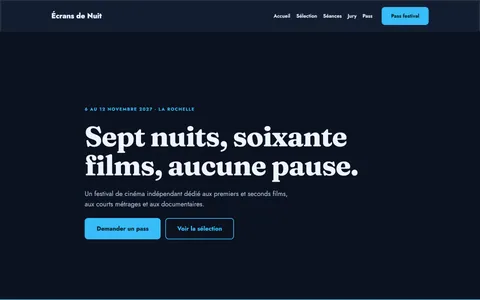 Écrans de Nuit
Accueil Sélection Séances Jury Pass Pass festival
6 AU 12 NOVEMBRE 2027 · LA ROCHELLE
Sept nuits, soixante
films, aucune pause.
Un festival de cinéma indépendant dédié aux premiers et seconds films,
aux courts métrages et aux documentaires.
Demander un pass Voir la sélection